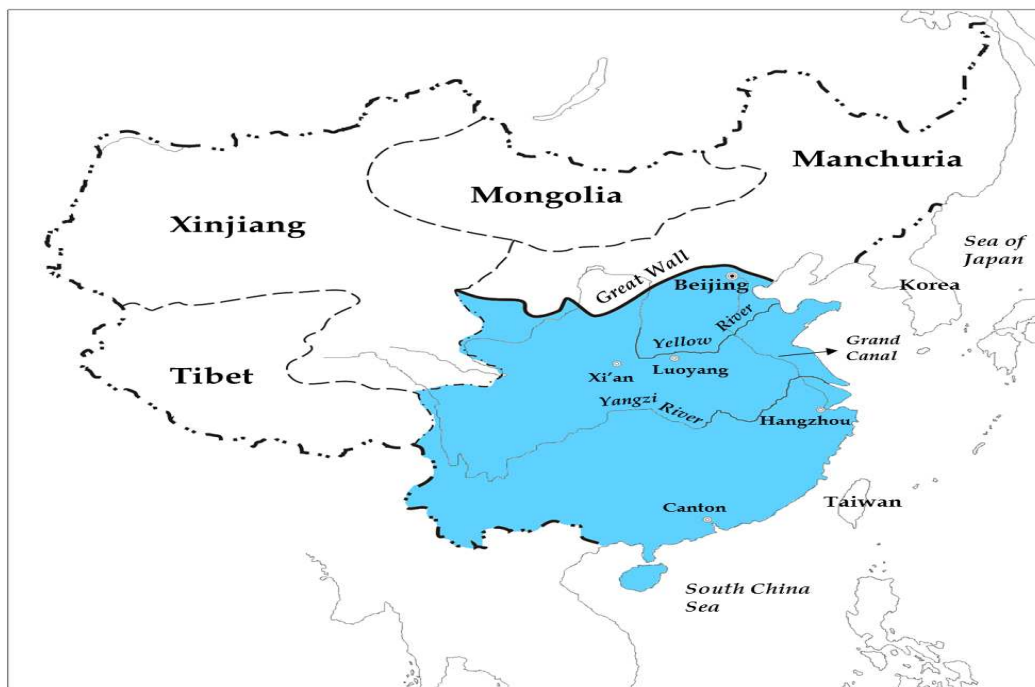 Manchuria
Mongolia
Xinjiang
Sea of
Japan
Great Wall
Beijing
Korea
Yellow River
Grand
Canal
Tibet
Xi'an
Luoyang
Yangzi River
Hangzhou
Taiwan
Canton
South China
Sea